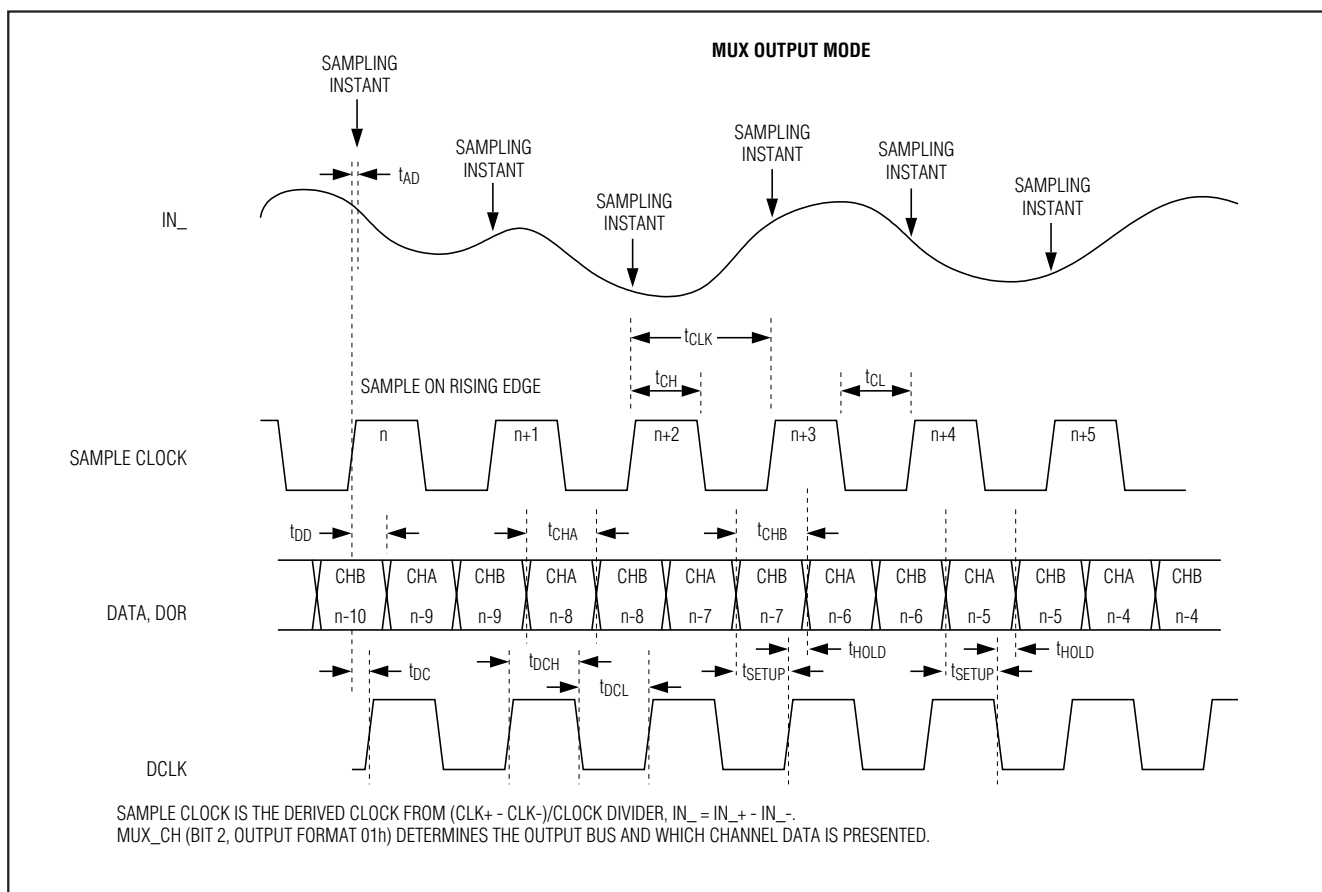 MUX OUTPUT MODE
SAMPLING
INSTANT
SAMPLING
INSTANT
SAMPLING
INSTANT
SAMPLING
INSTANT
SAMPLING
INSTANT
SAMPLING
INSTANT
tAD
IN_
tCLK
tCH
tCL
SAMPLE ON RISING EDGE
n
n+1
n+2
n+3
n+4
n+5
SAMPLE CLOCK
tDD
tCHA
tCHB
CHB CHA CHB CHA CHB CHA CHB CHA CHB CHA CHB CHA CHB
DATA, DOR
n-10 n-9 n-9 n-8 n-8 n-7 n-7 n-6 n-6 n-5 n-5 n-4 n-4
tDC
tDCH
tDCL
tSETUP
tHOLD
tSETUP
tHOLD
DCLK
SAMPLE CLOCK IS THE DERIVED CLOCK FROM (CLK+ - CLK-)/CLOCK DIVIDER, IN_ = IN_+ - IN_-.
MUX_CH (BIT 2, OUTPUT FORMAT 01h) DETERMINES THE OUTPUT BUS AND WHICH CHANNEL DATA IS PRESENTED.